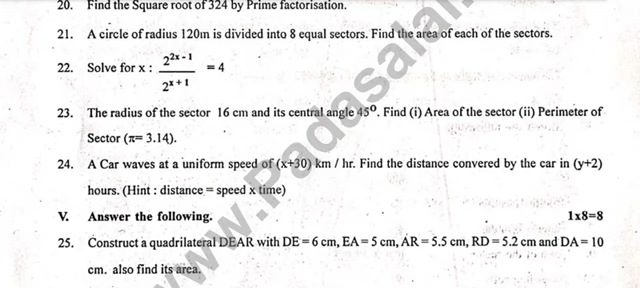 20. Find the Square root of 324 by Prime factorisation.
21. A circle of radius 120m is divided into 8 equal sectors. Find the area of each of the sectors.
22. Solve for x : 2^(2x - 1) / 2^(x + 1) = 4
23. The radius of the sector 16 cm and its central angle 45⁰. Find (i) Area of the sector (ii) Perimeter of
Sector (π= 3.14).
24. A Car waves at a uniform speed of (x+30) km / hr. Find the distance convered by the car in (y+2)
hours. (Hint : distance = speed x time)
V. Answer the following. 1x8=8
25. Construct a quadrilateral DEAR with DE = 6 cm, EA = 5 cm, AR = 5.5 cm, RD = 5.2 cm and DA = 10
cm. also find its area.
www.Padasalai